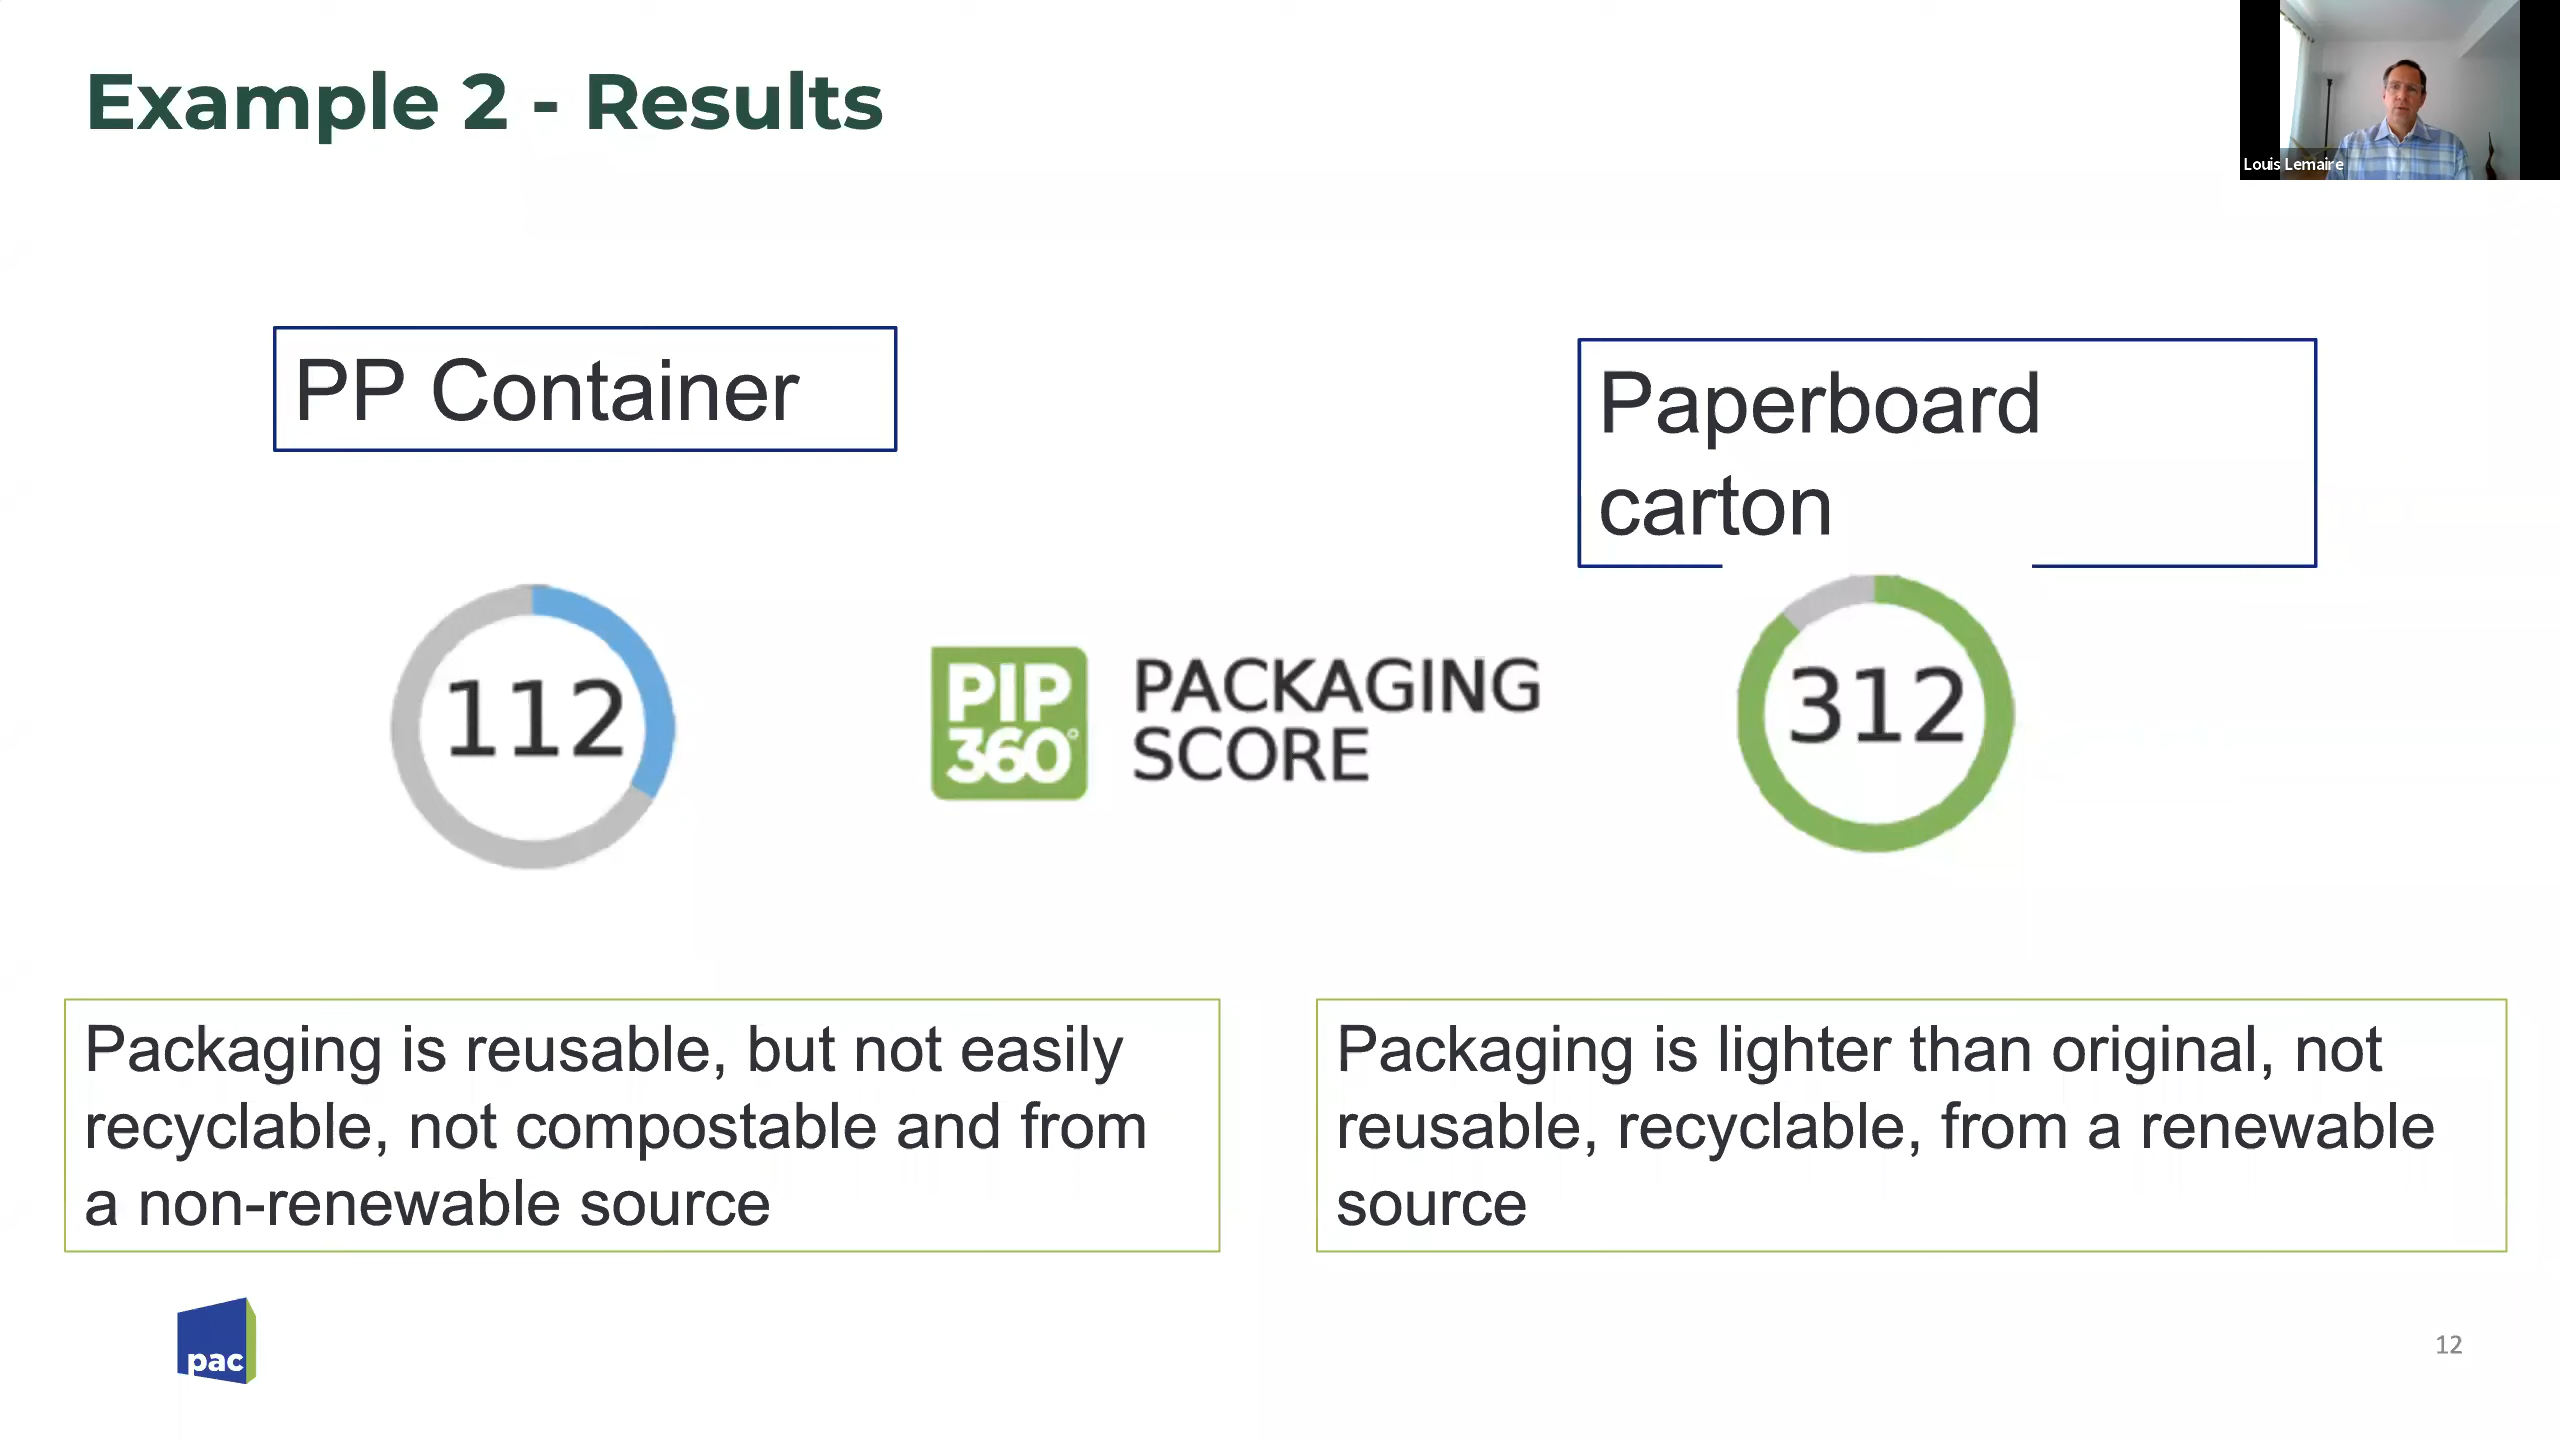 Example 2 - Results
Louis Lemaire
PP Container
Paperboard
carton
112
PIP
360°
PACKAGING
SCORE
312
Packaging is reusable, but not easily
recyclable, not compostable and from
a non-renewable source
Packaging is lighter than original, not
reusable, recyclable, from a renewable
source
pac
12